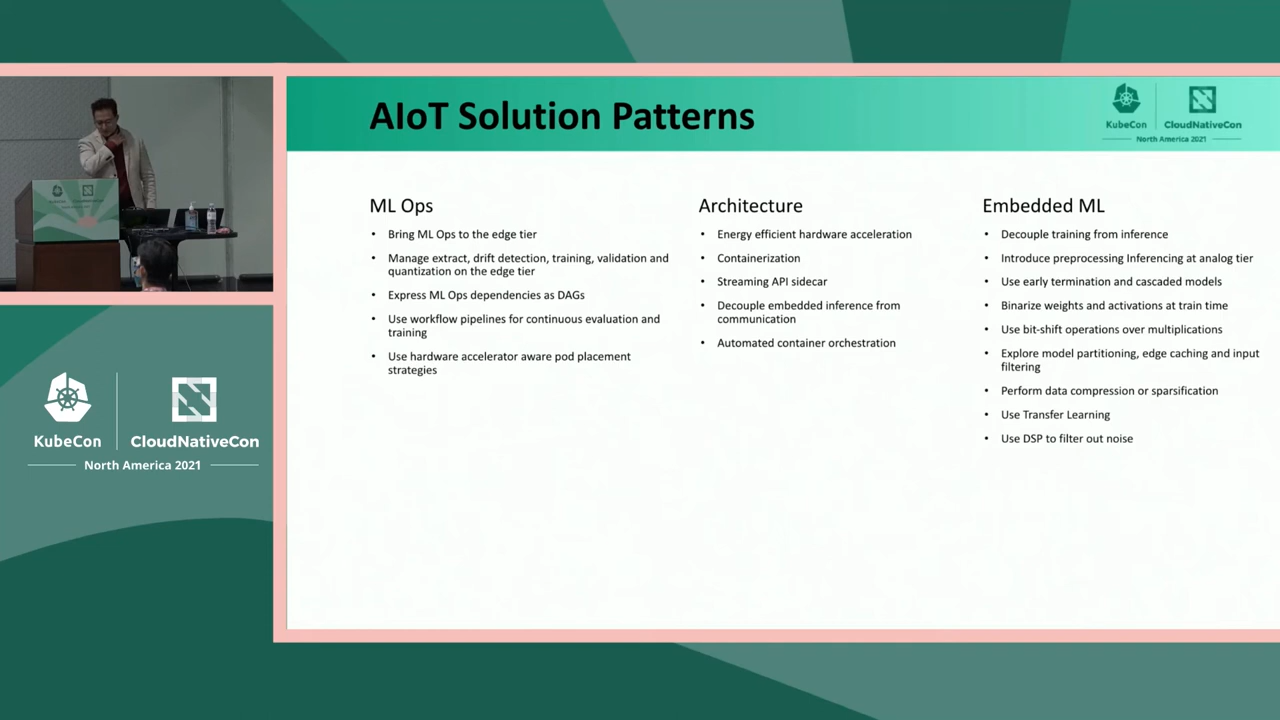 AIoT Solution Patterns
KubeCon
CloudNativeCon
North America 2021
ML Ops
• Bring ML Ops to the edge tier
• Manage extract, drift detection, training, validation and
quantization on the edge tier
• Express ML Ops dependencies as DAGs
• Use workflow pipelines for continuous evaluation and
training
• Use hardware accelerator aware pod placement
strategies
Architecture
• Energy efficient hardware acceleration
• Containerization
• Streaming API sidecar
• Decouple embedded inference from
communication
• Automated container orchestration
Embedded ML
• Decouple training from inference
• Introduce preprocessing Inferencing at analog tier
• Use early termination and cascaded models
• Binarize weights and activations at train time
• Use bit-shift operations over multiplications
• Explore model partitioning, edge caching and input
filtering
• Perform data compression or sparsification
• Use Transfer Learning
• Use DSP to filter out noise
KubeCon
CloudNativeCon
North America 2021